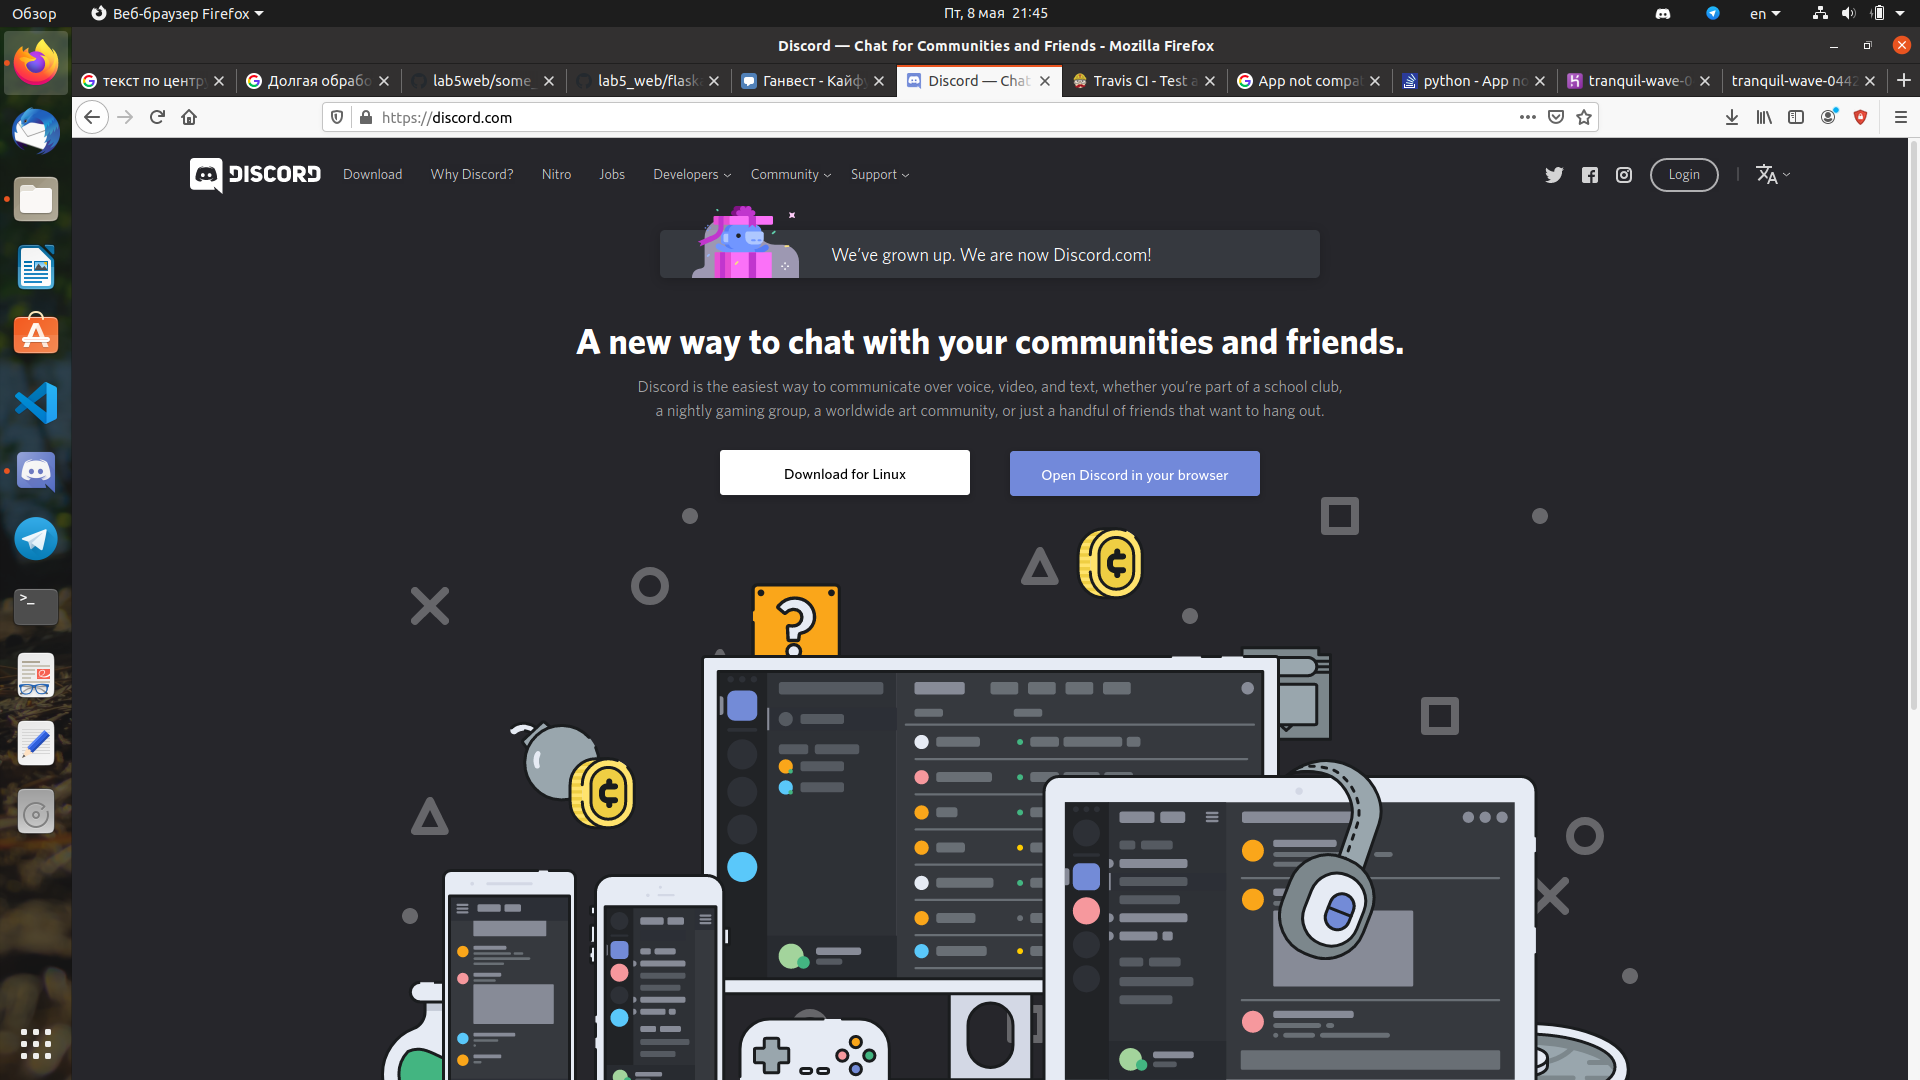 Обзор
Веб-браузер Firefox
Пт, 8 мая 21:45
en
Discord — Chat for Communities and Friends - Mozilla Firefox
текст по центру
Долгая обрабо
lab5web/some_
lab5_web/flask
Ганвест - Кайфу
Discord — Chat
Travis CI - Test a
App not compat
python - App no
tranquil-wave-0
tranquil-wave-0442
https://discord.com
DISCORD
Download
Why Discord?
Nitro
Jobs
Developers
Community
Support
Login
We've grown up. We are now Discord.com!
A new way to chat with your communities and friends.
Discord is the easiest way to communicate over voice, video, and text, whether you're part of a school club,
a nightly gaming group, a worldwide art community, or just a handful of friends that want to hang out.
Download for Linux
Open Discord in your browser